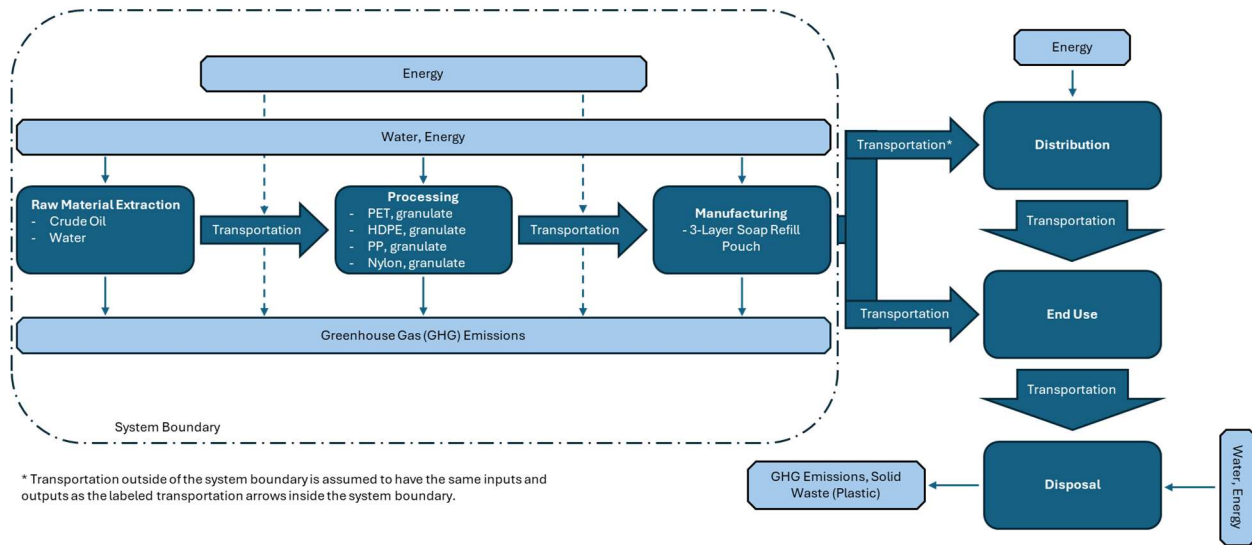 Energy
Energy
Water, Energy
Transportation*
Distribution
Raw Material Extraction
- Crude Oil
- Water
Transportation
Processing
- PET, granulate
- HDPE, granulate
- PP, granulate
- Nylon, granulate
Transportation
Manufacturing
- 3-Layer Soap Refill
Pouch
Transportation
Greenhouse Gas (GHG) Emissions
Transportation
End Use
Transportation
System Boundary
* Transportation outside of the system boundary is assumed to have the same inputs and
outputs as the labeled transportation arrows inside the system boundary.
GHG Emissions, Solid
Waste (Plastic)
Disposal
Water, Energy